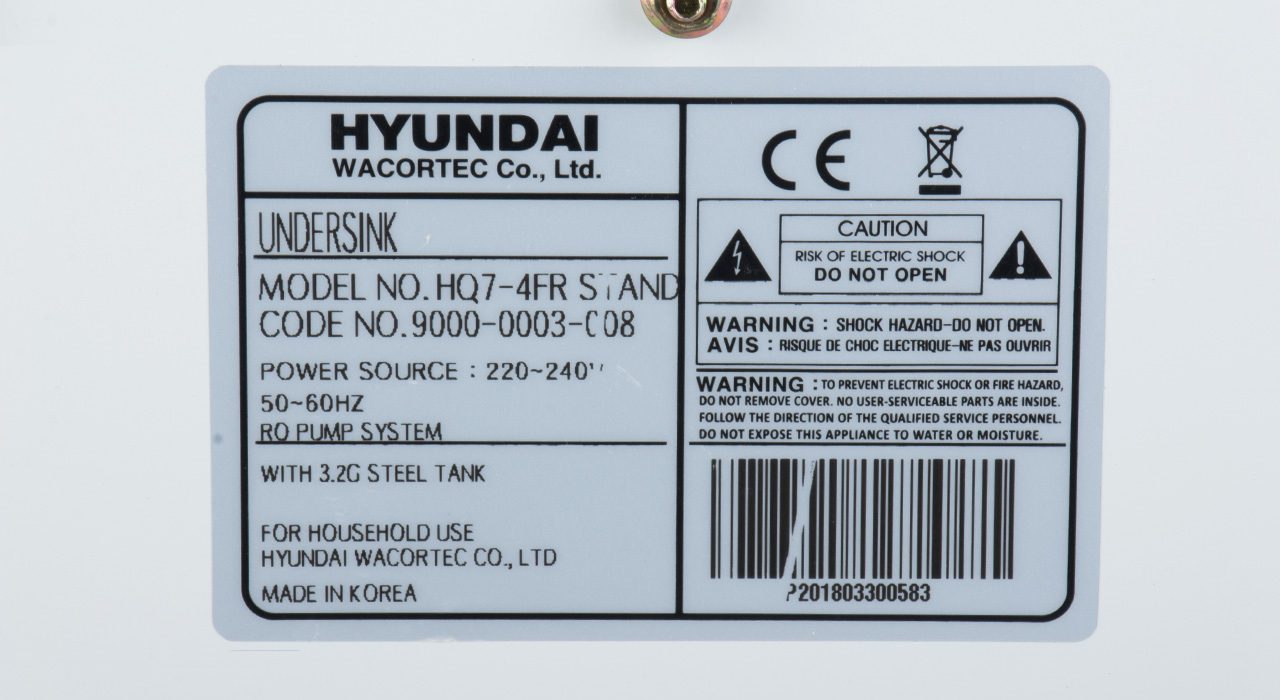 HYUNDAI
WACORTEC Co., Ltd.
UNDERSINK
MODEL NO. HQ7-4FR STAND
CODE NO. 9000-0003-C08
POWER SOURCE : 220~240V
50~60HZ
RO PUMP SYSTEM
WITH 3.2G STEEL TANK
FOR HOUSEHOLD USE
HYUNDAI WACORTEC CO., LTD
MADE IN KOREA
CE
CAUTION
RISK OF ELECTRIC SHOCK
DO NOT OPEN
WARNING : SHOCK HAZARD-DO NOT OPEN.
AVIS : RISQUE DE CHOC ELECTRIQUE-NE PAS OUVRIR
WARNING : TO PREVENT ELECTRIC SHOCK OR FIRE HAZARD,
DO NOT REMOVE COVER. NO USER-SERVICEABLE PARTS ARE INSIDE.
FOLLOW THE DIRECTION OF THE QUALIFIED SERVICE PERSONNEL.
DO NOT EXPOSE THIS APPLIANCE TO WATER OR MOISTURE.
P201803300583